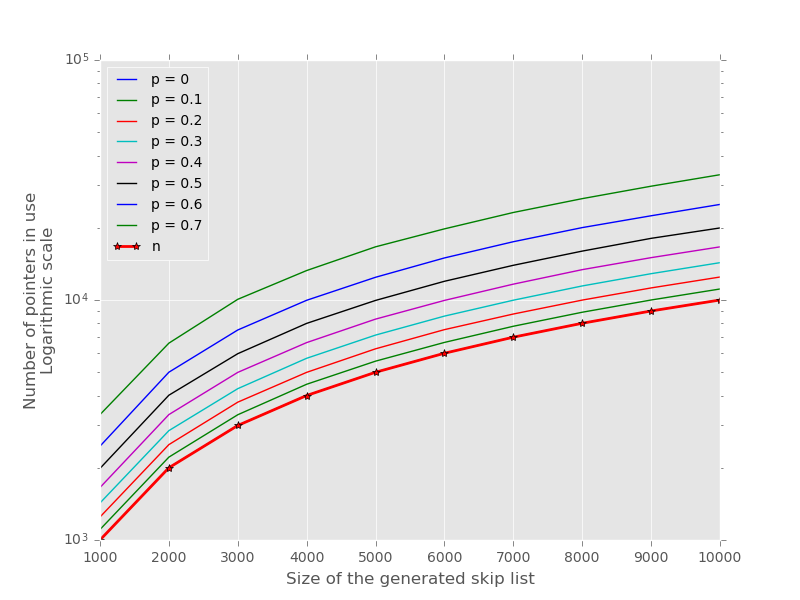 10^5
p = 0
p = 0.1
p = 0.2
p = 0.3
p = 0.4
p = 0.5
p = 0.6
p = 0.7
n
Number of pointers in use
Logarithmic scale
10^4
10^3
1000 2000 3000 4000 5000 6000 7000 8000 9000 10000
Size of the generated skip list